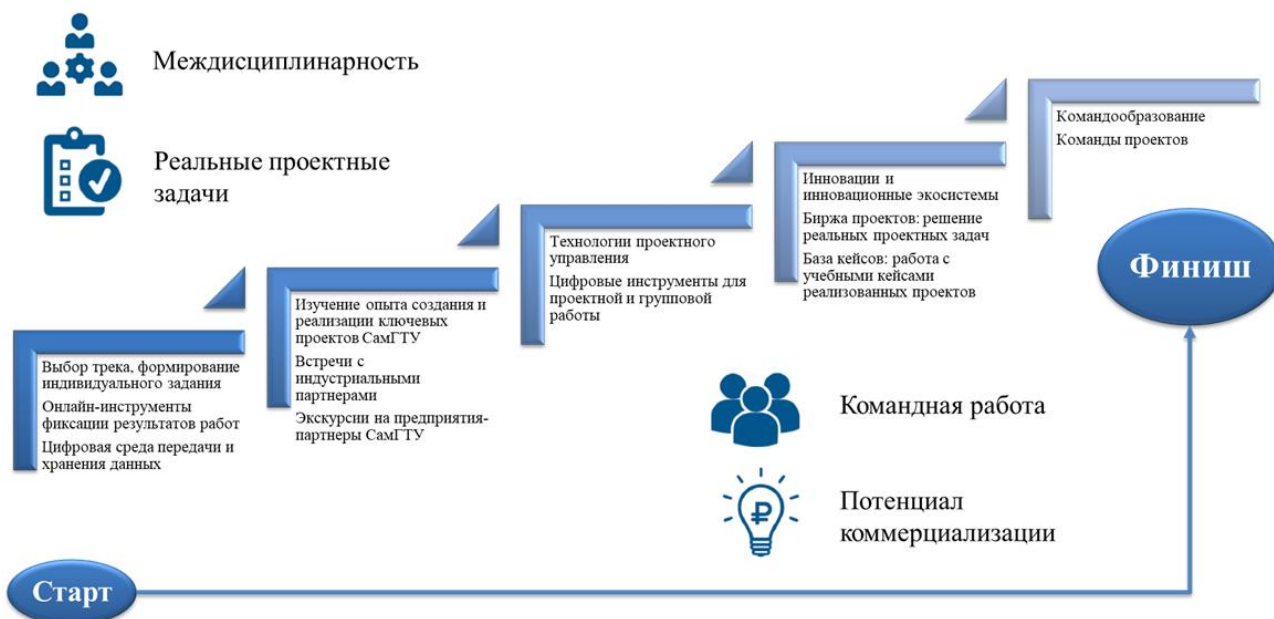 Междисциплинарность
Реальные проектные
задачи
Выбор трека, формирование
индивидуального задания
Онлайн-инструменты
фиксации результатов работ
Цифровая среда передачи и
хранения данных
Изучение опыта создания и
реализации ключевых
проектов СамГТУ
Встречи с
индустриальными
партнерами
Экскурсии на предприятия-
партнеры СамГТУ
Технологии проектного
управления
Цифровые инструменты для
проектной и групповой
работы
Инновации и
инновационные экосистемы
Биржа проектов: решение
реальных проектных задач
База кейсов: работа с
учебными кейсами
реализованных проектов
Командообразование
Команды проектов
Финиш
Командная работа
Потенциал
коммерциализации
Старт